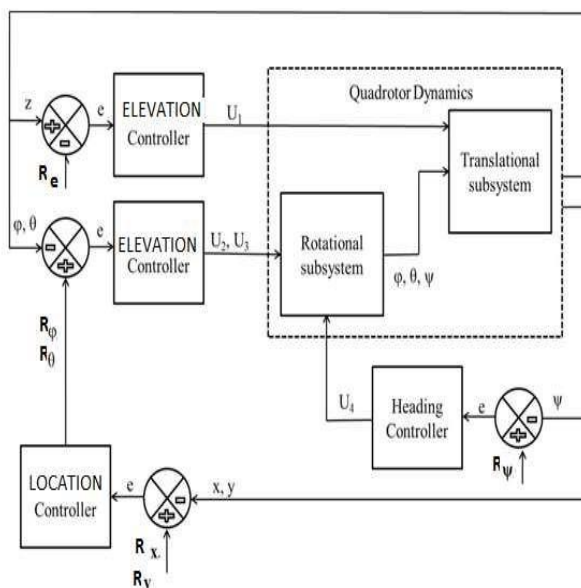 Quadrotor Dynamics
z
e
ELEVATION
Controller
U1
Translational
subsystem
Re
φ, θ
e
ELEVATION
Controller
U2, U3
Rotational
subsystem
φ, θ, ψ
Rφ
Rθ
U4
Heading
Controller
e
ψ
Rψ
LOCATION
Controller
e
x, y
R x.
Ry